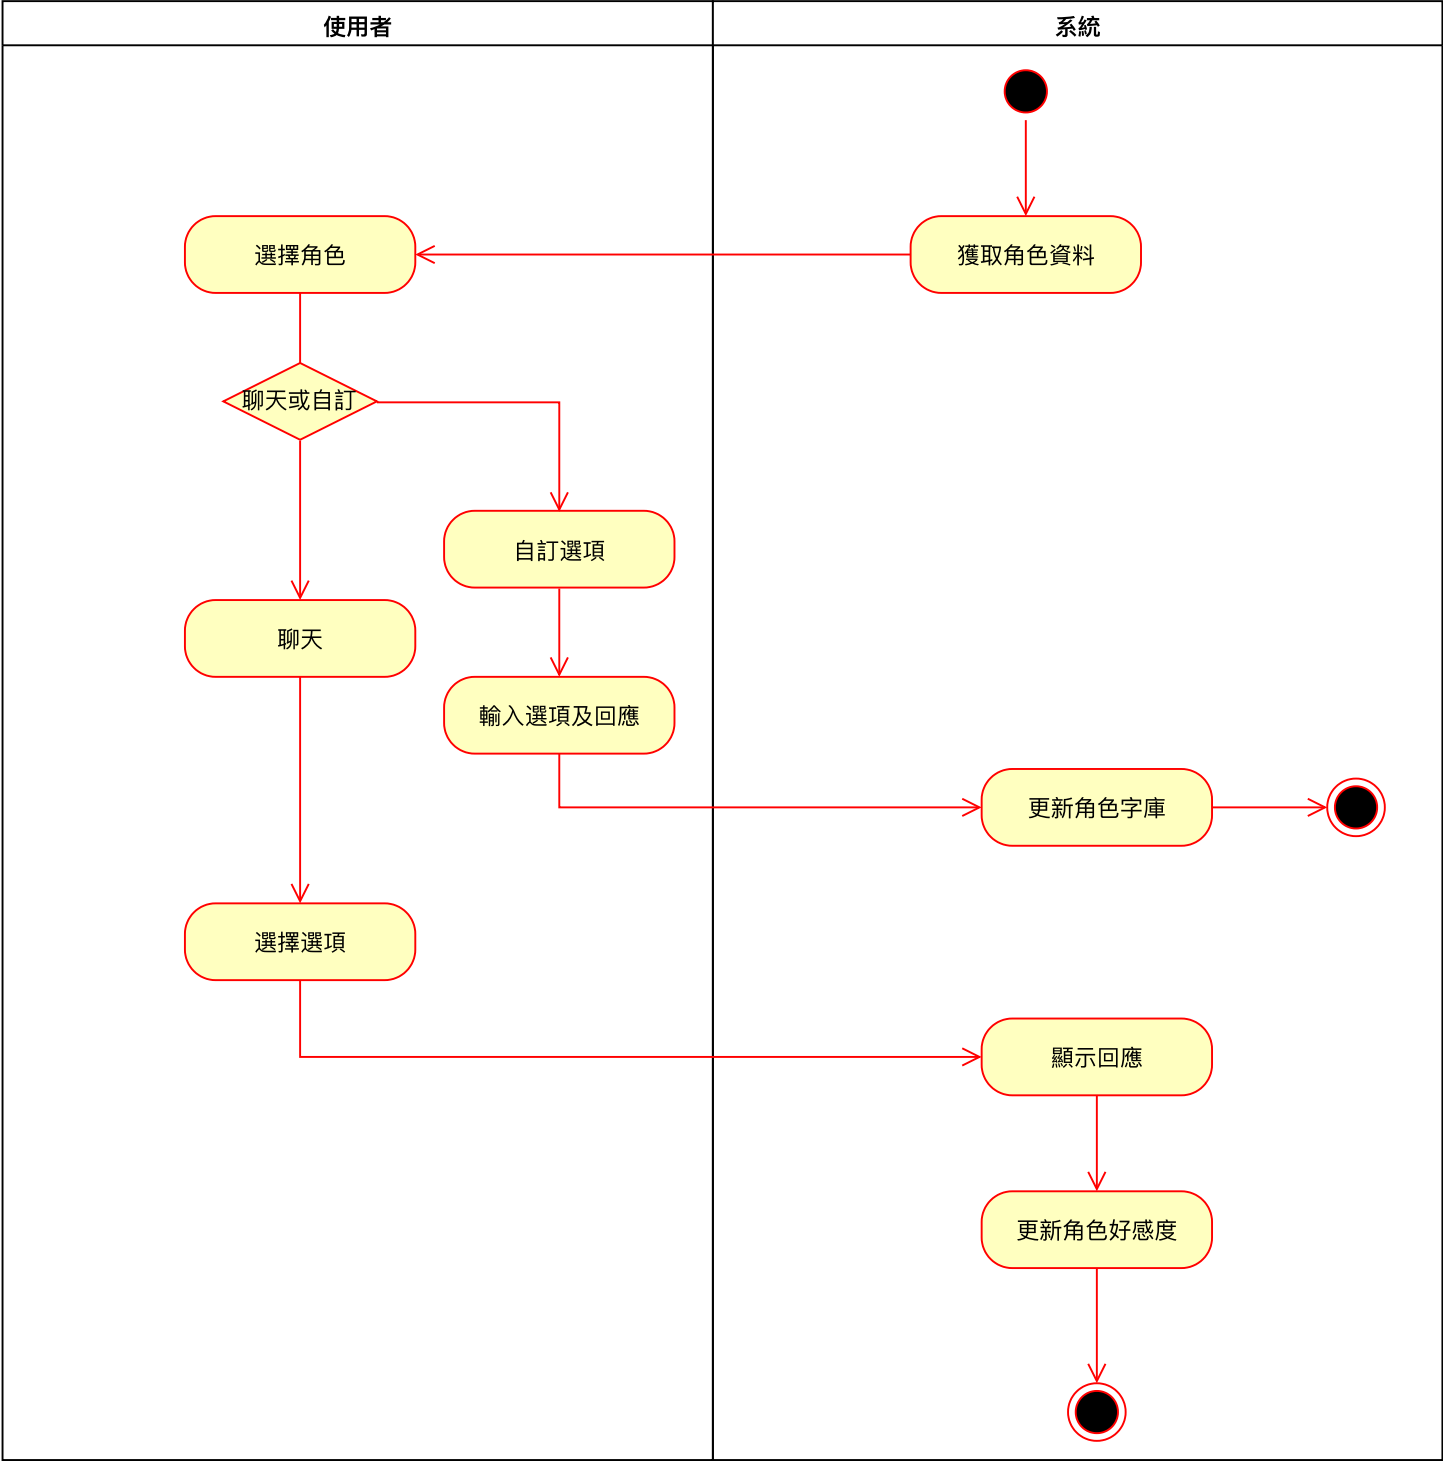 使用者
系統
獲取角色資料
選擇角色
聊天或自訂
自訂選項
聊天
輸入選項及回應
更新角色字庫
選擇選項
顯示回應
更新角色好感度